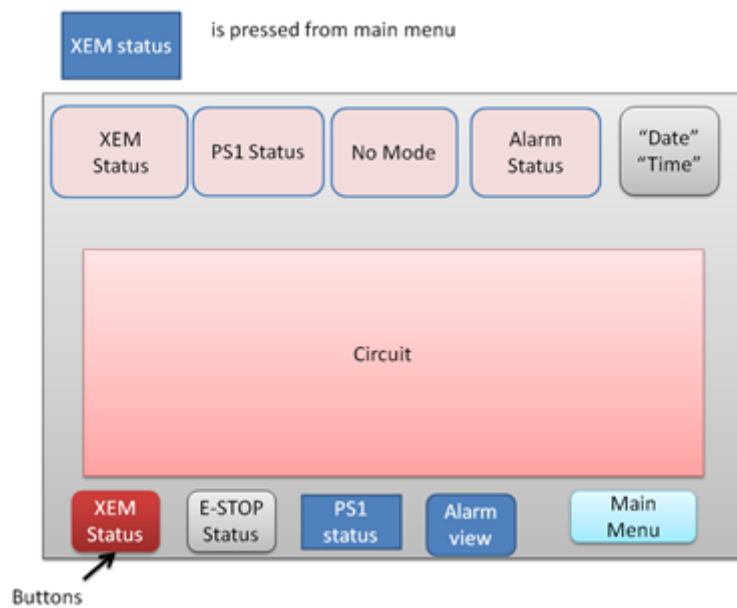 XEM status
is pressed from main menu
XEM
Status
PS1 Status
No Mode
Alarm
Status
“Date”
“Time”
Circuit
XEM
Status
E-STOP
Status
PS1
status
Alarm
view
Main
Menu
Buttons